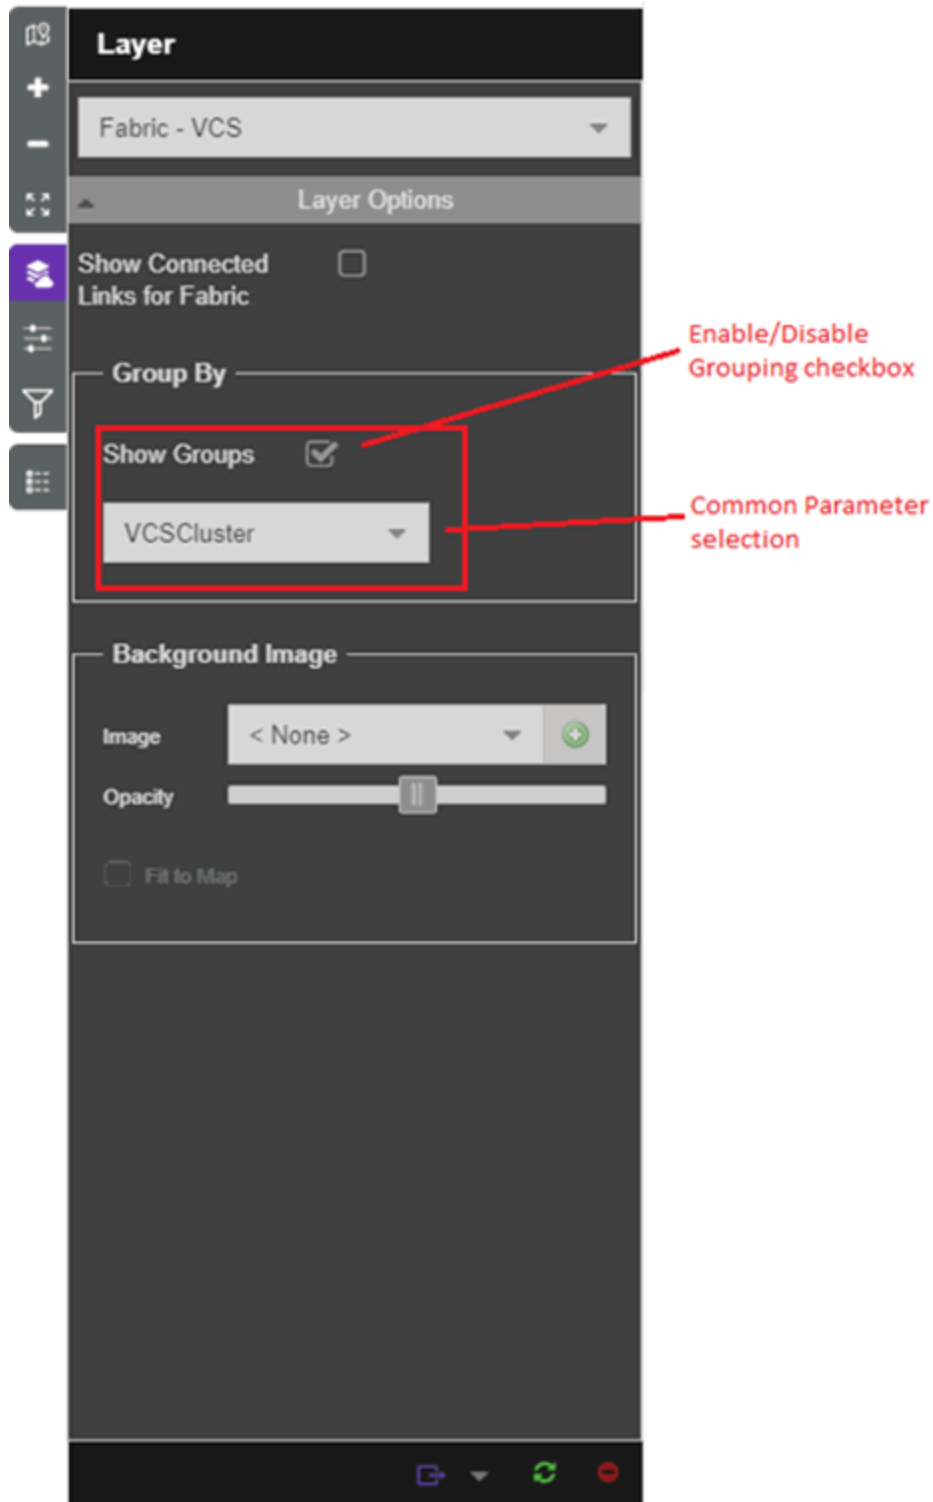 Layer
Fabric - VCS
Layer Options
Show Connected
Links for Fabric
Enable/Disable
Grouping checkbox
Group By
Show Groups
Common Parameter
selection
VCSCluster
Background Image
Image
< None >
Opacity
Fit to Map